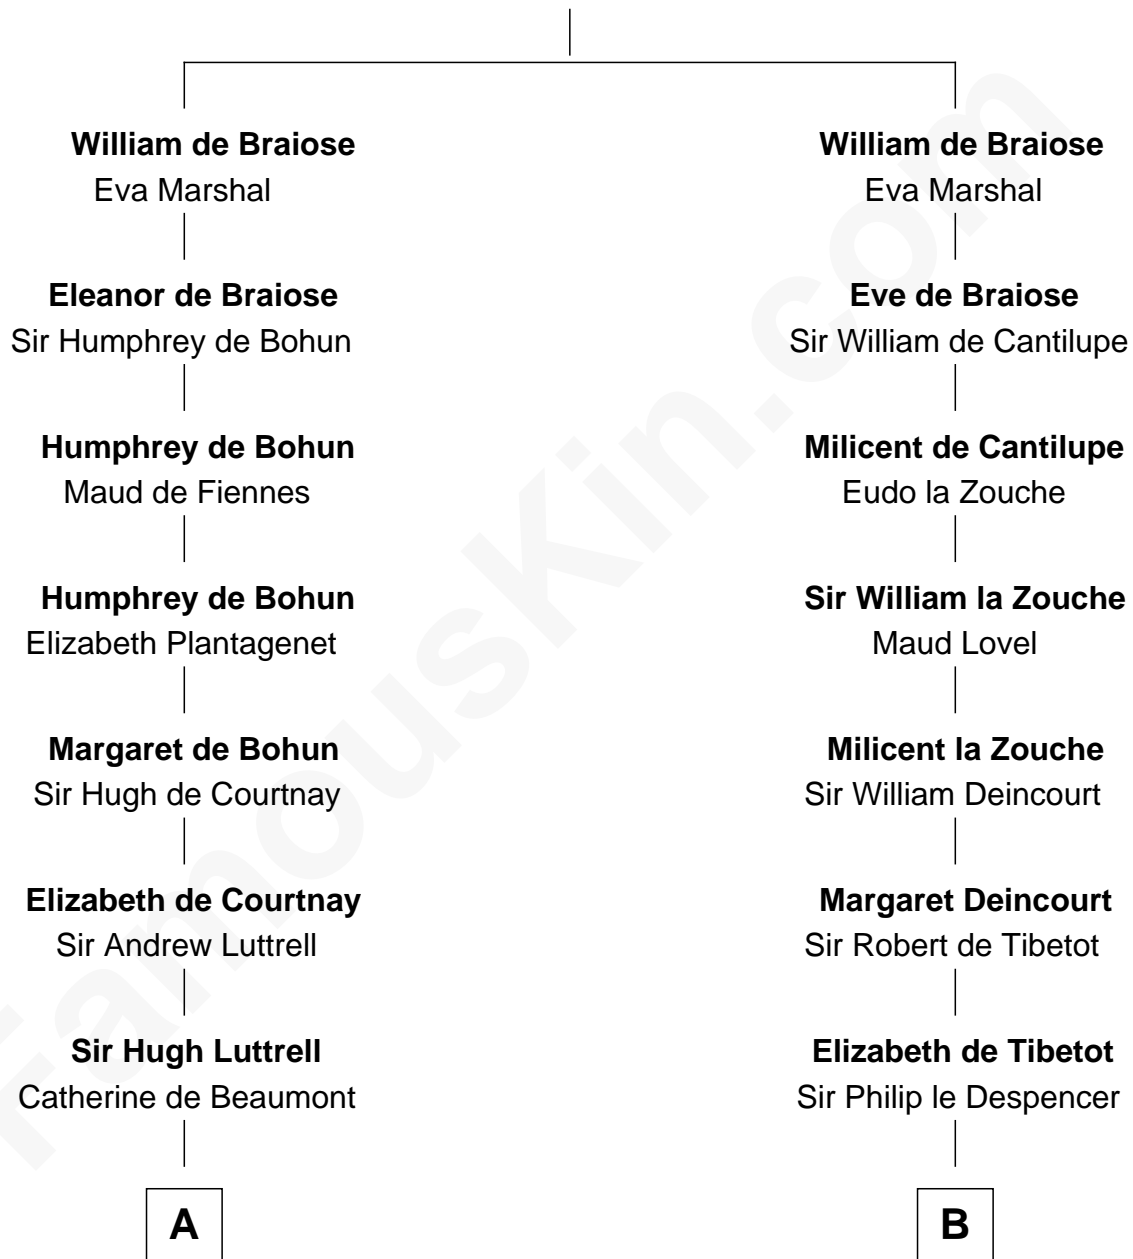 William de Braiose
Eva Marshal
Eleanor de Braiose
Sir Humphrey de Bohun
Humphrey de Bohun
Maud de Fiennes
Humphrey de Bohun
Elizabeth Plantagenet
Margaret de Bohun
Sir Hugh de Courtnay
Elizabeth de Courtnay
Sir Andrew Luttrell
Sir Hugh Luttrell
Catherine de Beaumont
A
William de Braiose
Eva Marshal
Eve de Braiose
Sir William de Cantilupe
Milicent de Cantilupe
Eudo la Zouche
Sir William la Zouche
Maud Lovel
Milicent la Zouche
Sir William Deincourt
Margaret Deincourt
Sir Robert de Tibetot
Elizabeth de Tibetot
Sir Philip le Despencer
B
FamousKin.com